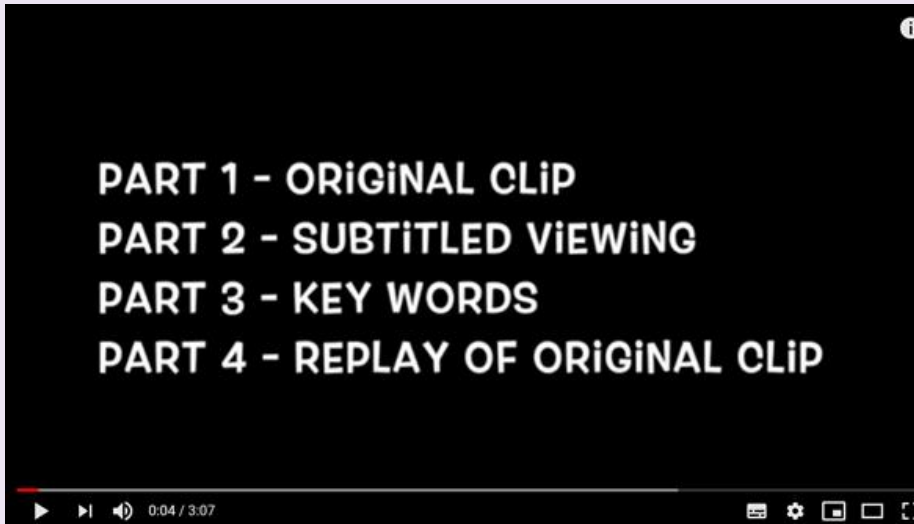 PART 1 - ORiGiNAL CLiP
PART 2 - SUBTiTLED ViEWiNG
PART 3 - KEY WORDS
PART 4 - REPLAY OF ORiGiNAL CLiP
0:04 / 3:07